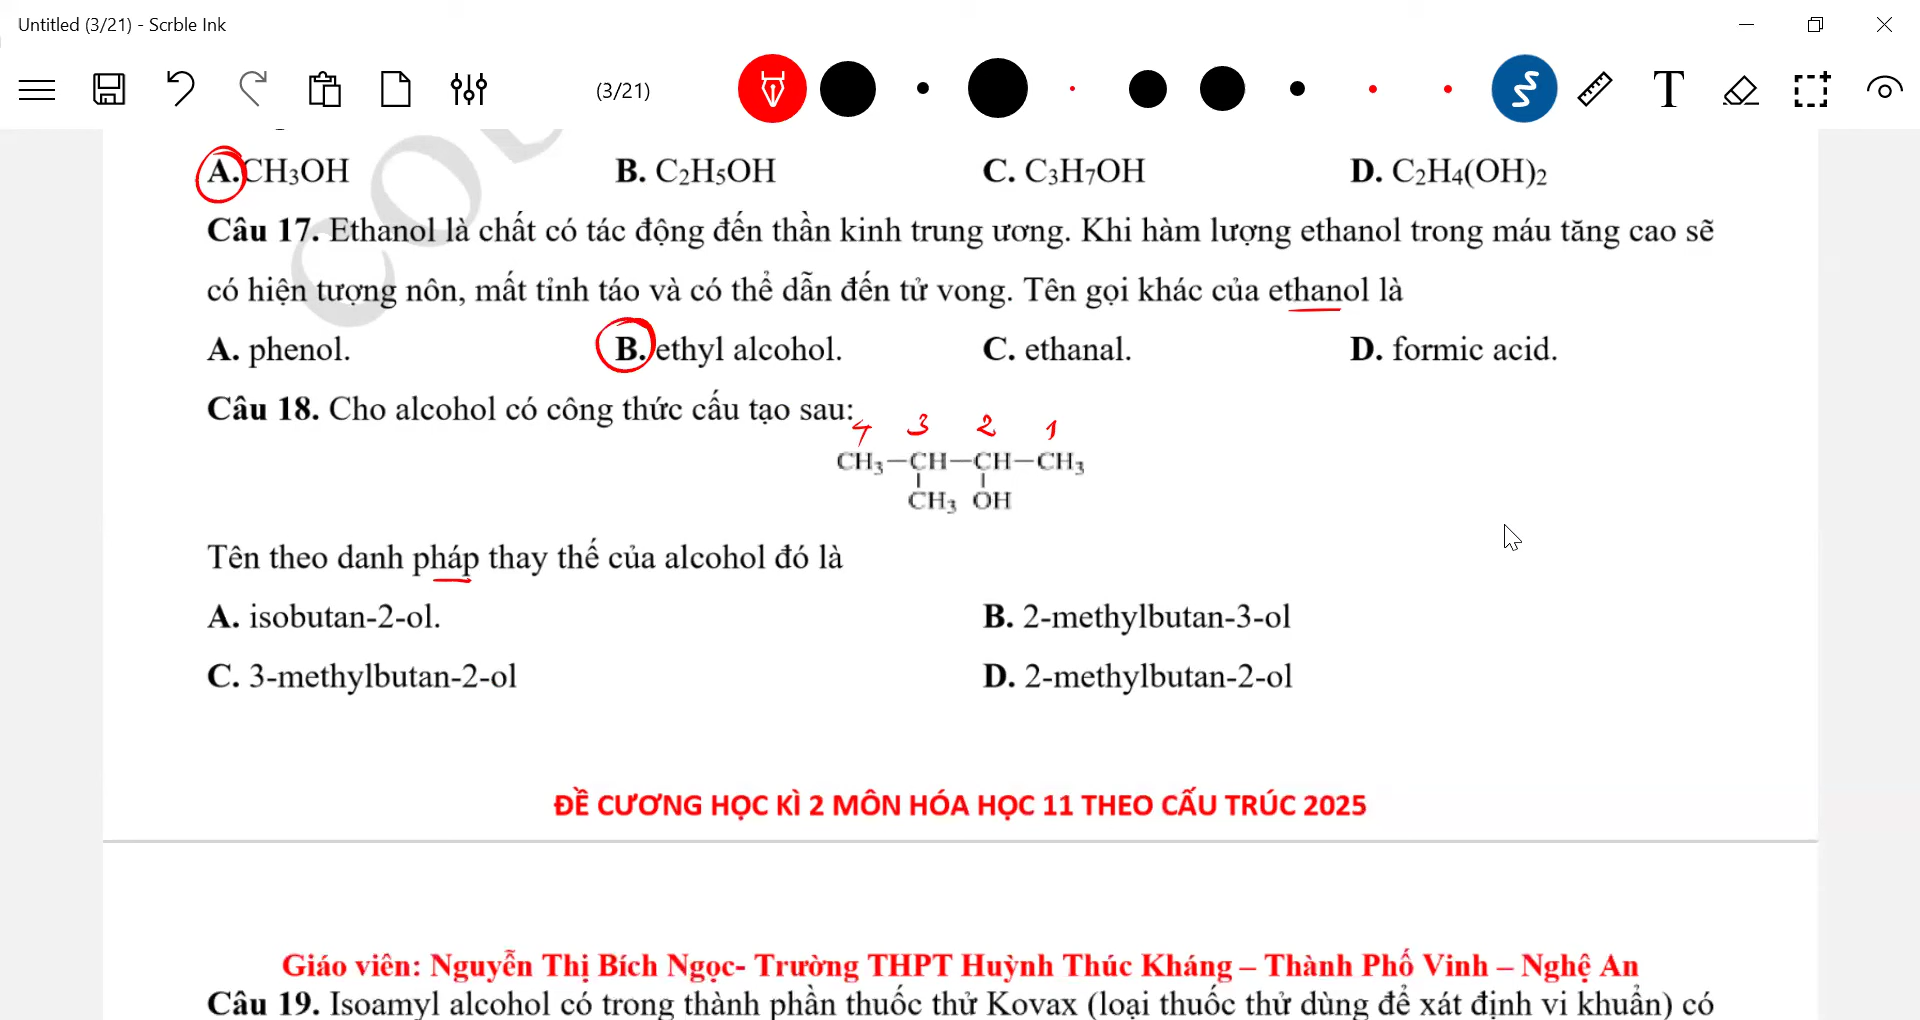 Untitled (3/21) - Scrble Ink
(3/21)
T
A. CH₃OH B. C₂H₅OH C. C₃H₇OH D. C₂H₄(OH)₂
Câu 17. Ethanol là chất có tác động đến thần kinh trung ương. Khi hàm lượng ethanol trong máu tăng cao sẽ
có hiện tượng nôn, mất tỉnh táo và có thể dẫn đến tử vong. Tên gọi khác của ethanol là
A. phenol. B. ethyl alcohol. C. ethanal. D. formic acid.
Câu 18. Cho alcohol có công thức cấu tạo sau:
4 3 2 1
CH₃—CH—CH—CH₃
CH₃ OH
Tên theo danh pháp thay thế của alcohol đó là
A. isobutan-2-ol. B. 2-methylbutan-3-ol
C. 3-methylbutan-2-ol D. 2-methylbutan-2-ol
ĐỀ CƯƠNG HỌC KÌ 2 MÔN HÓA HỌC 11 THEO CẤU TRÚC 2025
Giáo viên: Nguyễn Thị Bích Ngọc- Trường THPT Huỳnh Thúc Kháng – Thành Phố Vinh – Nghệ An
Câu 19. Isoamyl alcohol có trong thành phần thuốc thử Kovax (loại thuốc thử dùng để xát định vi khuẩn) có